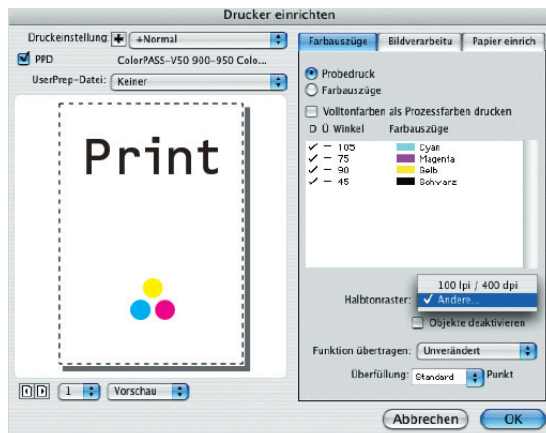 Drucker einrichten
Druckeinstellung: +Normal
PPD ColorPASS-V50 900-950 Colo...
UserPrep-Datei: Keiner
Print
1 Vorschau
Farbauszüge Bildverarbeitu Papier einrich
Probedruck
Farbauszüge
Volltonfarben als Prozessfarben drucken
D Ü Winkel Farbauszüge
105 Cyan
75 Magenta
90 Gelb
45 Schwarz
100 lpi / 400 dpi
Halbtonraster: Andere...
Objekte deaktivieren
Funktion übertragen: Unverändert
Überfüllung: Standard Punkt
Abbrechen OK